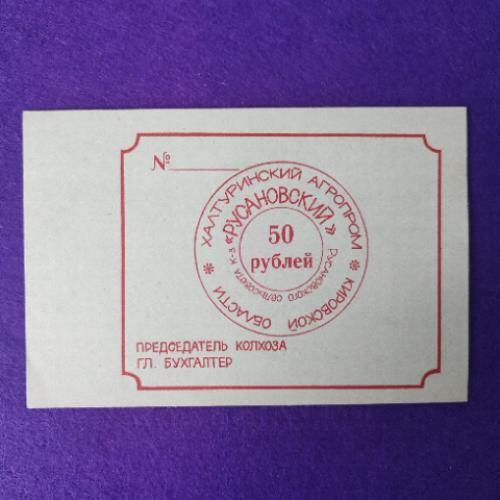 №
ХАЛТУРИНСКИЙ АГРОПРОМ * КИРОВСКОЙ ОБЛАСТИ *
К-З «РУСАНОВСКИЙ»
РУСАНОВСКОГО СЕЛЬСОВЕТА
50
рублей
ПРЕДСЕДАТЕЛЬ КОЛХОЗА
ГЛ. БУХГАЛТЕР